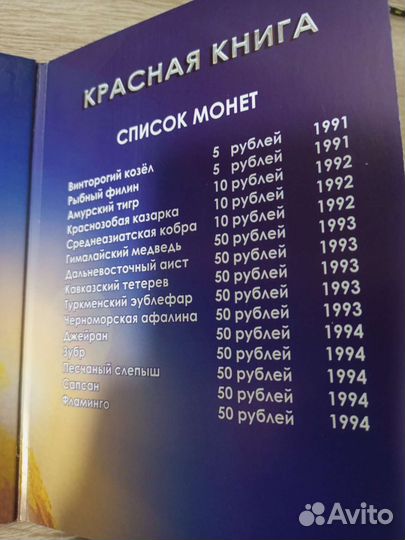 КРАСНАЯ КНИГА
СПИСОК МОНЕТ
Винторогий козёл 5 рублей 1991
Рыбный филин 5 рублей 1991
Амурский тигр 10 рублей 1992
Краснозобая казарка 10 рублей 1992
Среднеазиатская кобра 10 рублей 1992
Гималайский медведь 50 рублей 1993
Дальневосточный аист 50 рублей 1993
Кавказский тетерев 50 рублей 1993
Туркменский эублефар 50 рублей 1993
Черноморская афалина 50 рублей 1993
Джейран 50 рублей 1994
Зубр 50 рублей 1994
Песчаный слепыш 50 рублей 1994
Сапсан 50 рублей 1994
Фламинго 50 рублей 1994
Avito